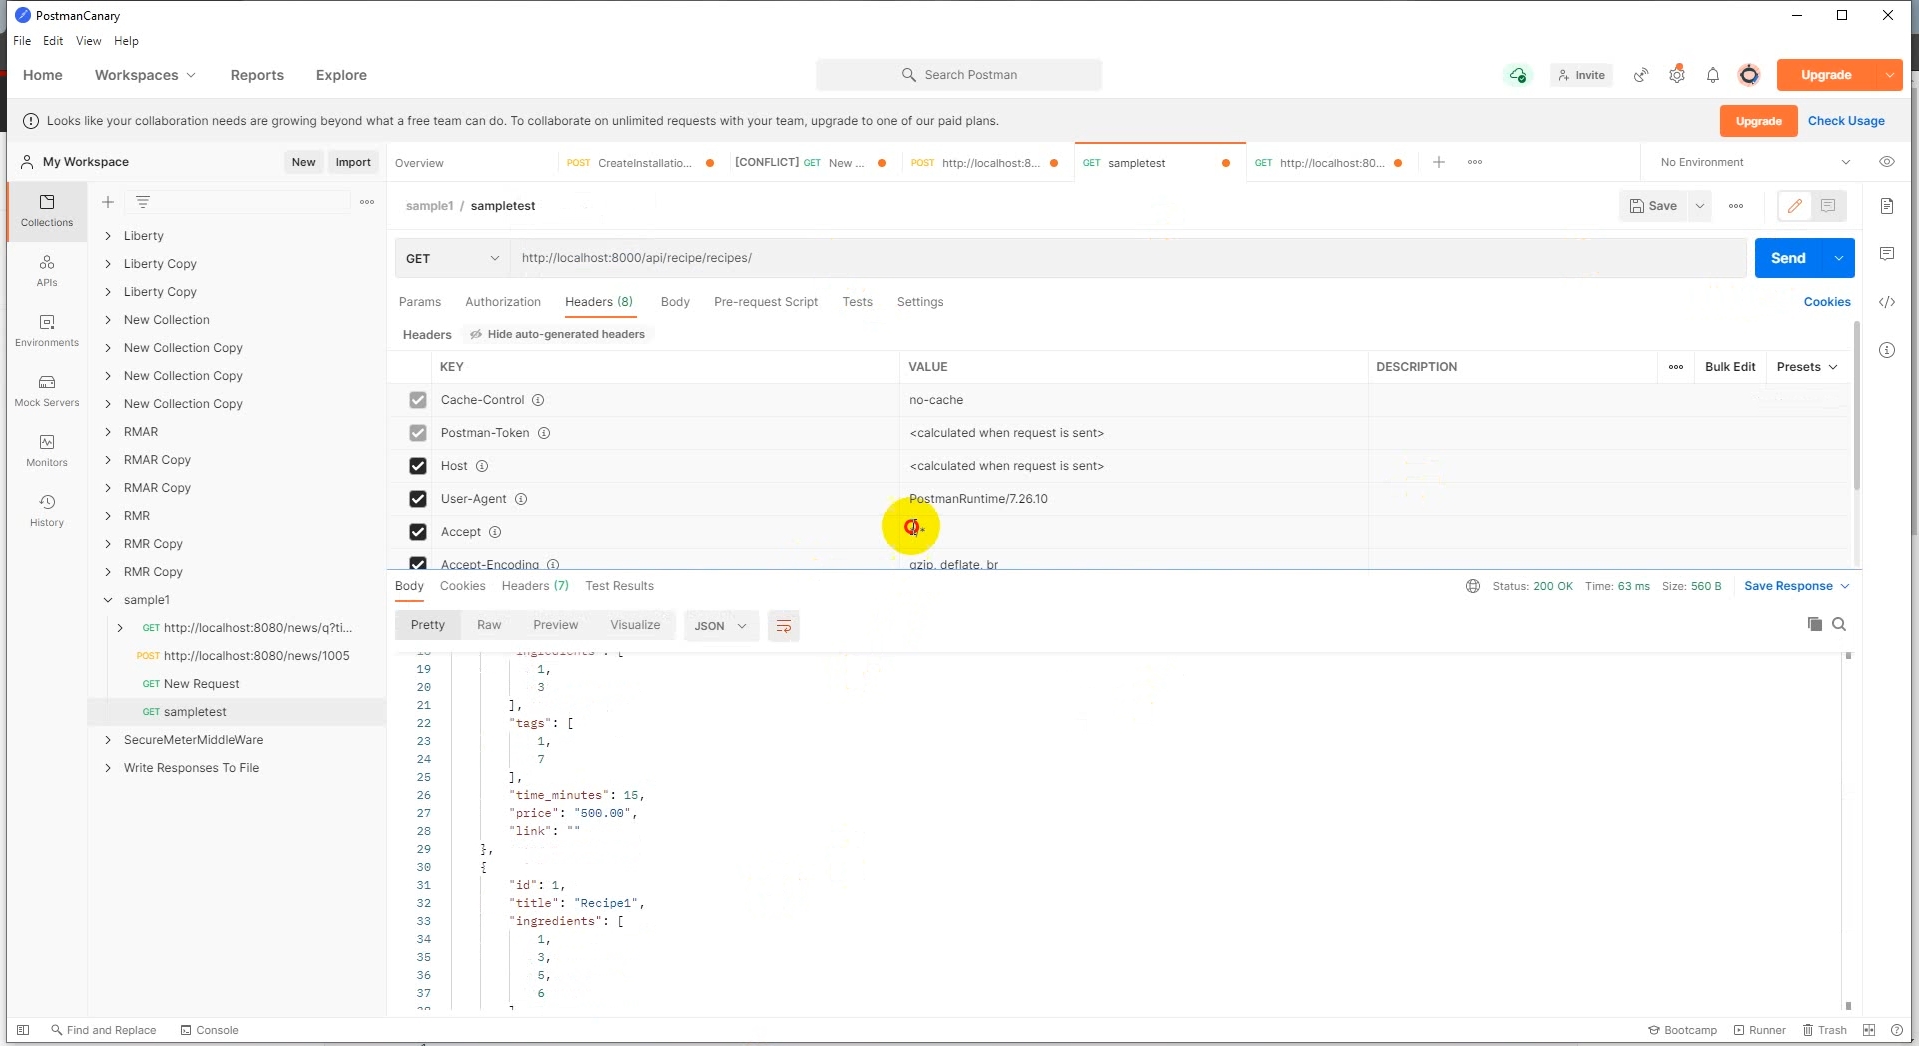 PostmanCanary
File Edit View Help
Home Workspaces Reports Explore
Search Postman
Invite
Upgrade
Looks like your collaboration needs are growing beyond what a free team can do. To collaborate on unlimited requests with your team, upgrade to one of our paid plans.
Upgrade Check Usage
My Workspace
New Import
Overview
POST CreateInstallatio...
[CONFLICT] GET New ...
POST http://localhost:8...
GET sampletest
GET http://localhost:80...
No Environment
Collections
APIs
Environments
Mock Servers
Monitors
History
Liberty
Liberty Copy
Liberty Copy
New Collection
New Collection Copy
New Collection Copy
New Collection Copy
RMAR
RMAR Copy
RMAR Copy
RMR
RMR Copy
RMR Copy
sample1
GET http://localhost:8080/news/q?ti...
POST http://localhost:8080/news/1005
GET New Request
GET sampletest
SecureMeterMiddleWare
Write Responses To File
sample1 / sampletest
Save
GET http://localhost:8000/api/recipe/recipes/
Send
Params Authorization Headers (8) Body Pre-request Script Tests Settings
Cookies
Headers Hide auto-generated headers
KEY VALUE DESCRIPTION
Bulk Edit Presets
Cache-Control no-cache
Postman-Token <calculated when request is sent>
Host <calculated when request is sent>
User-Agent PostmanRuntime/7.26.10
Accept
Accept-Encoding gzip, deflate, br
Body Cookies Headers (7) Test Results
Status: 200 OK Time: 63 ms Size: 560 B Save Response
Pretty Raw Preview Visualize JSON
18 "ingredients": [
19 1,
20 3
21 ],
22 "tags": [
23 1,
24 7
25 ],
26 "time_minutes": 15,
27 "price": "500.00",
28 "link": ""
29 },
30 {
31 "id": 1,
32 "title": "Recipe1",
33 "ingredients": [
34 1,
35 3,
36 5,
37 6
38 ]
Find and Replace Console
Bootcamp Runner Trash